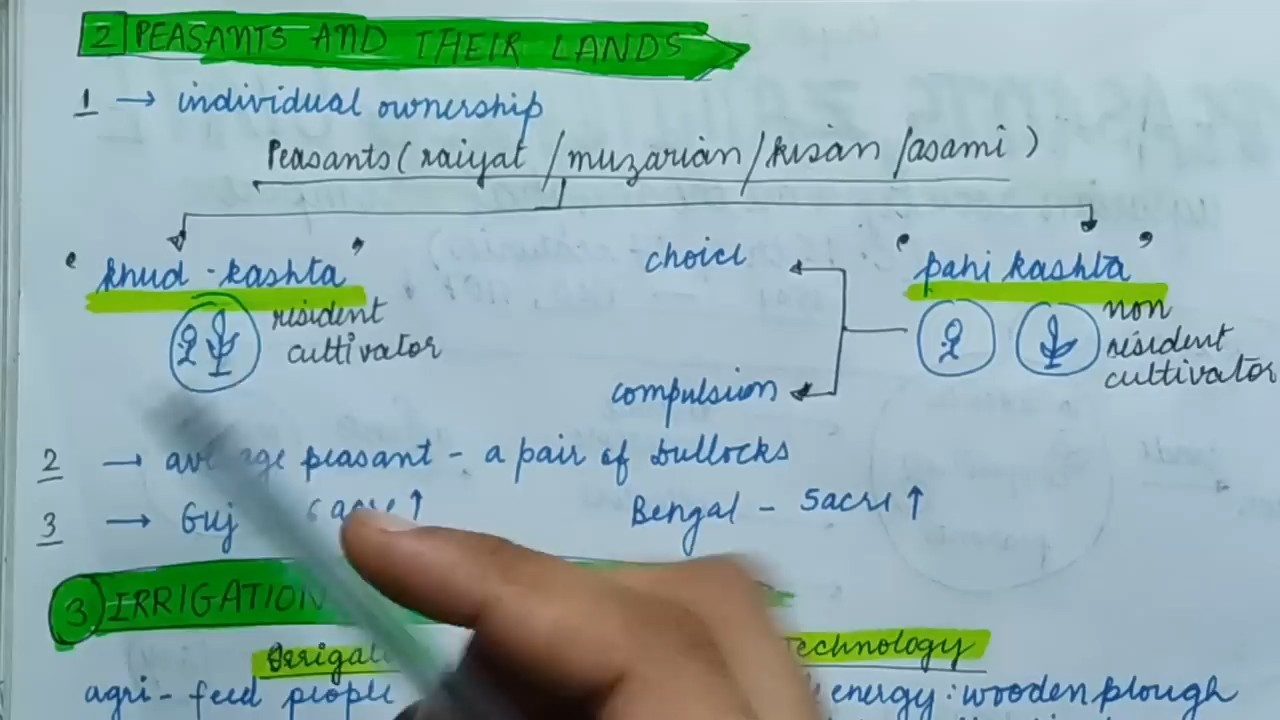 2 PEASANTS AND THEIR LANDS
1 → individual ownership
Peasants (raiyat / muzarian / kisan / asami)
"khud - kashta" choice "pahi kashta"
resident cultivator
non resident cultivator
compulsion
2 → average peasant - a pair of bullocks
3 → Guj 6 acre ↑ Bengal - 5acre ↑
3 IRRIGATION
Technology
agri - feed people energy : wooden plough